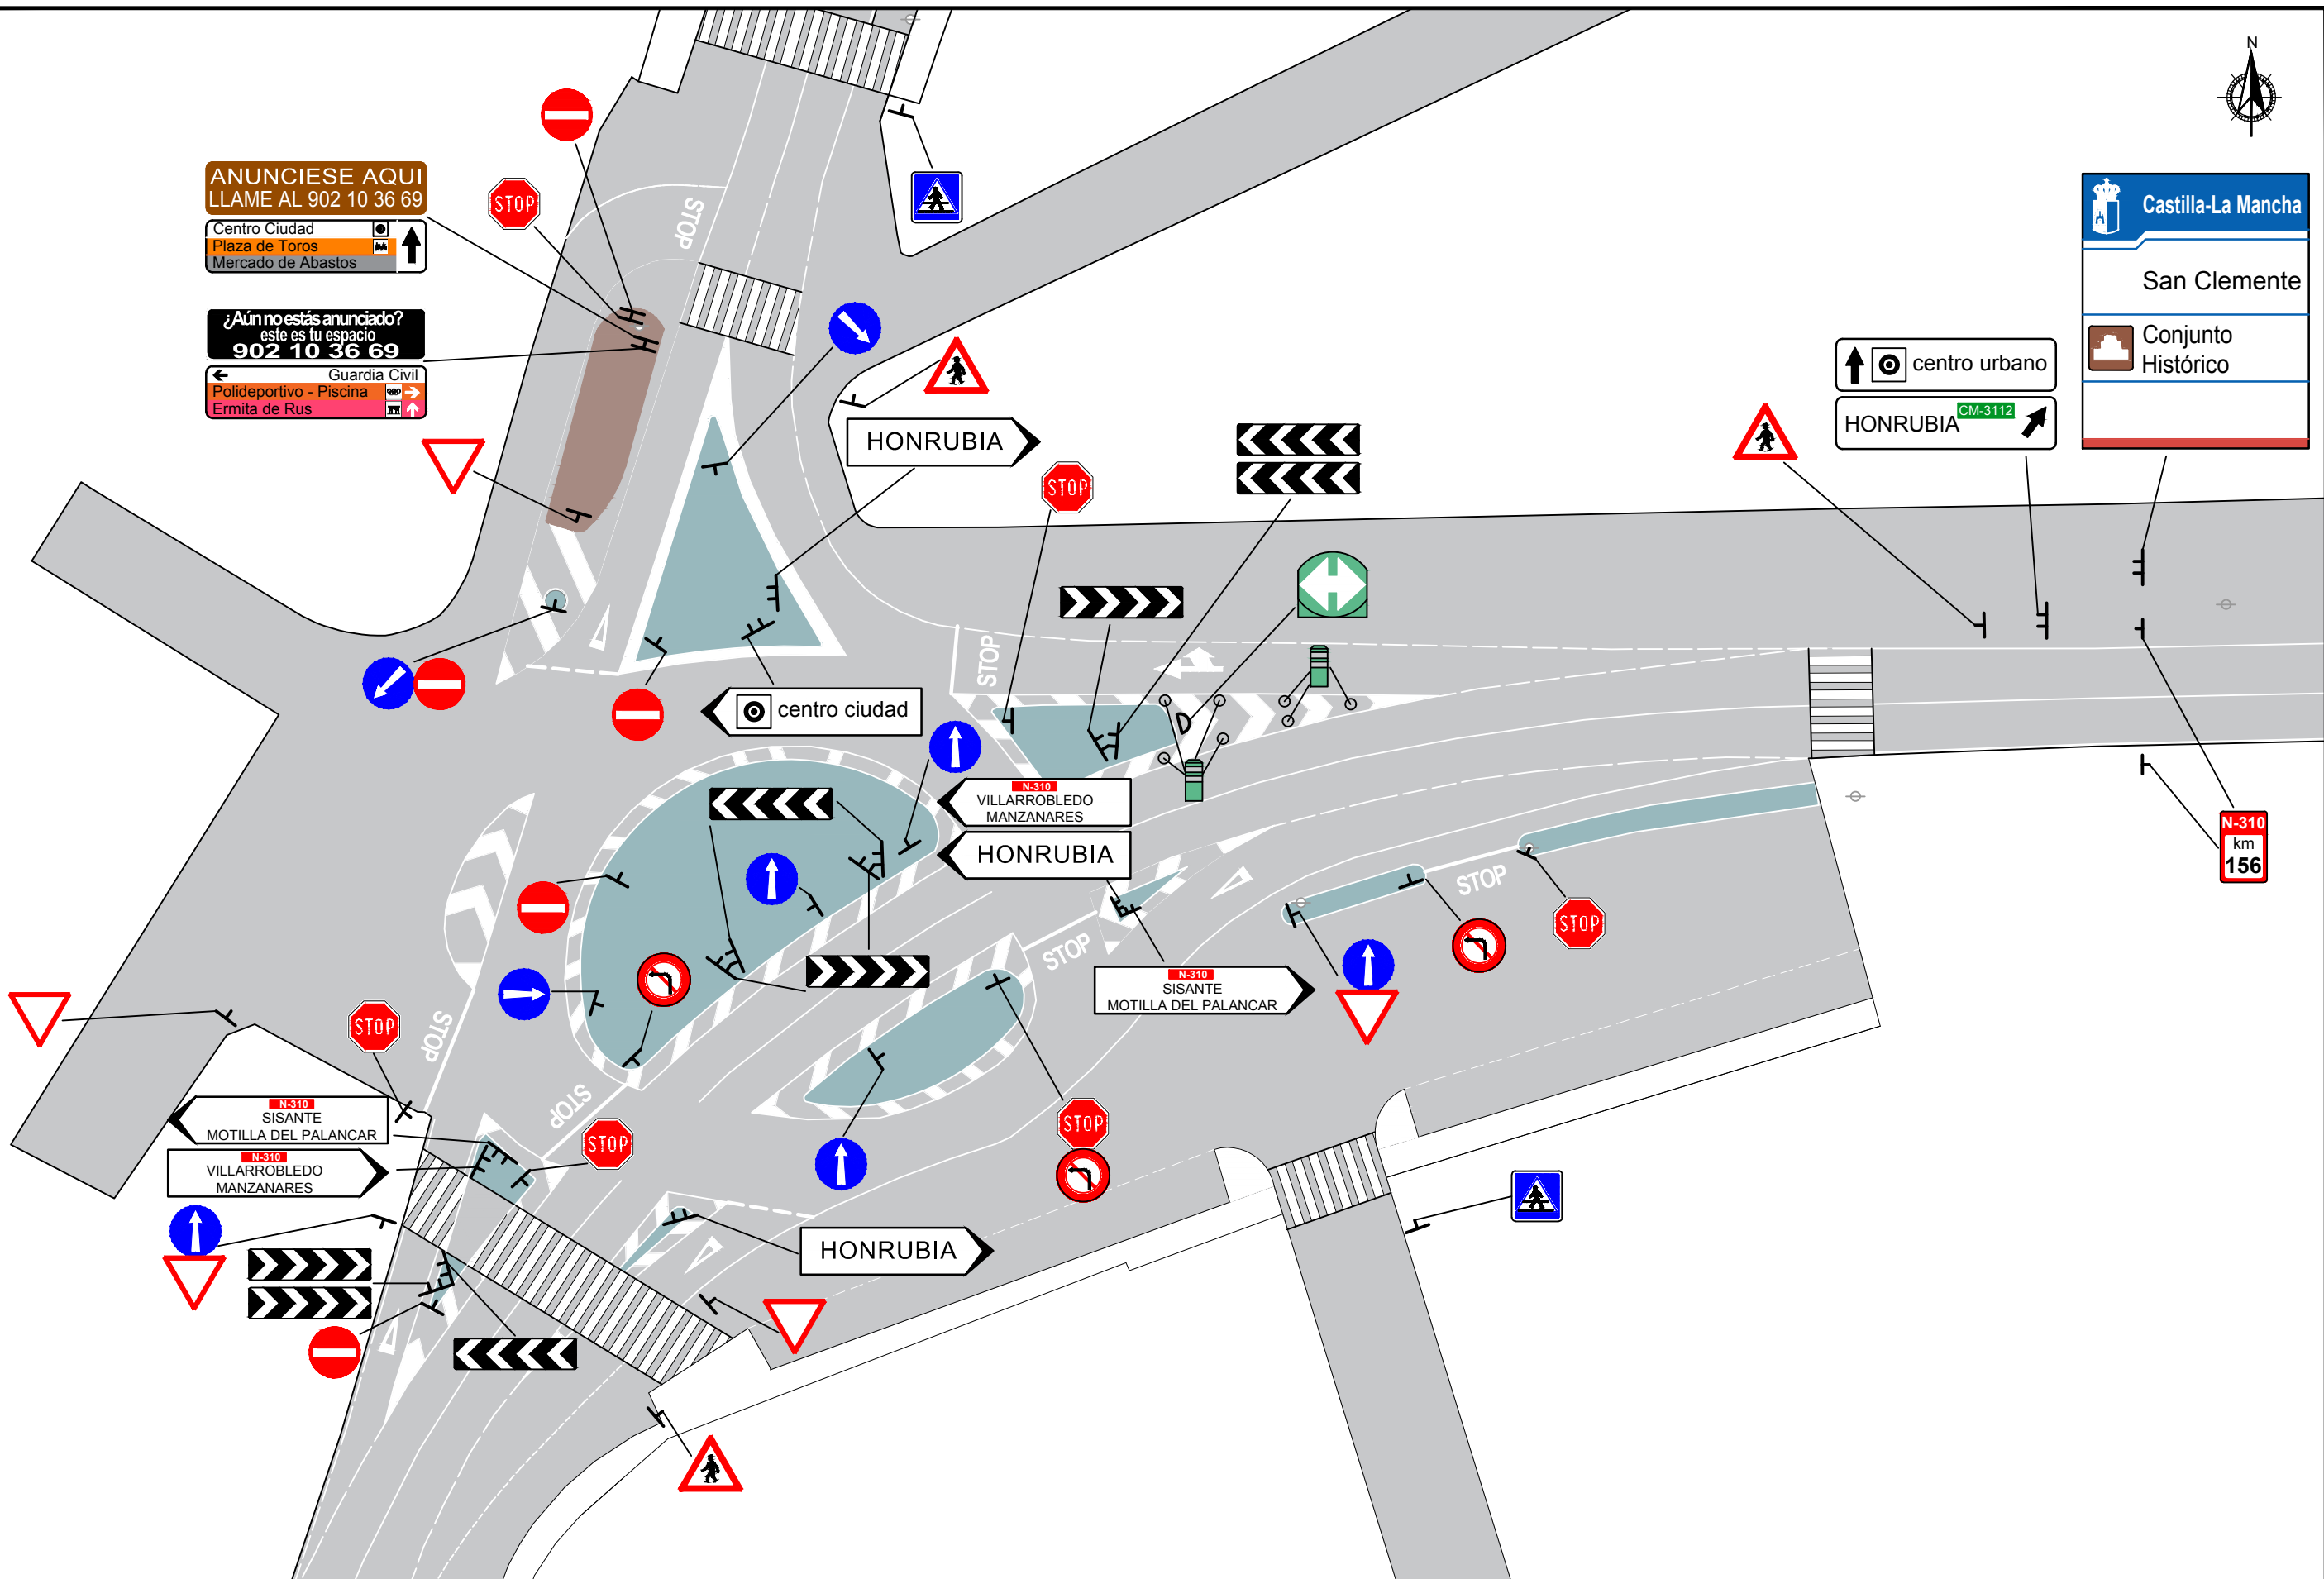 N
ANUNCIESE AQUI
LLAME AL 902 10 36 69
Centro Ciudad
Plaza de Toros
Mercado de Abastos
STOP
STOP
¿Aún no estás anunciado?
este es tu espacio
902 10 36 69
Guardia Civil
Polideportivo - Piscina
Ermita de Rus
Castilla-La Mancha
San Clemente
Conjunto
Histórico
centro urbano
CM-3112
HONRUBIA
HONRUBIA
STOP
STOP
centro ciudad
N-310
VILLARROBLEDO
MANZANARES
HONRUBIA
N-310
km
156
STOP
STOP
STOP
N-310
SISANTE
MOTILLA DEL PALANCAR
STOP
STOP
STOP
STOP
STOP
N-310
SISANTE
MOTILLA DEL PALANCAR
N-310
VILLARROBLEDO
MANZANARES
HONRUBIA